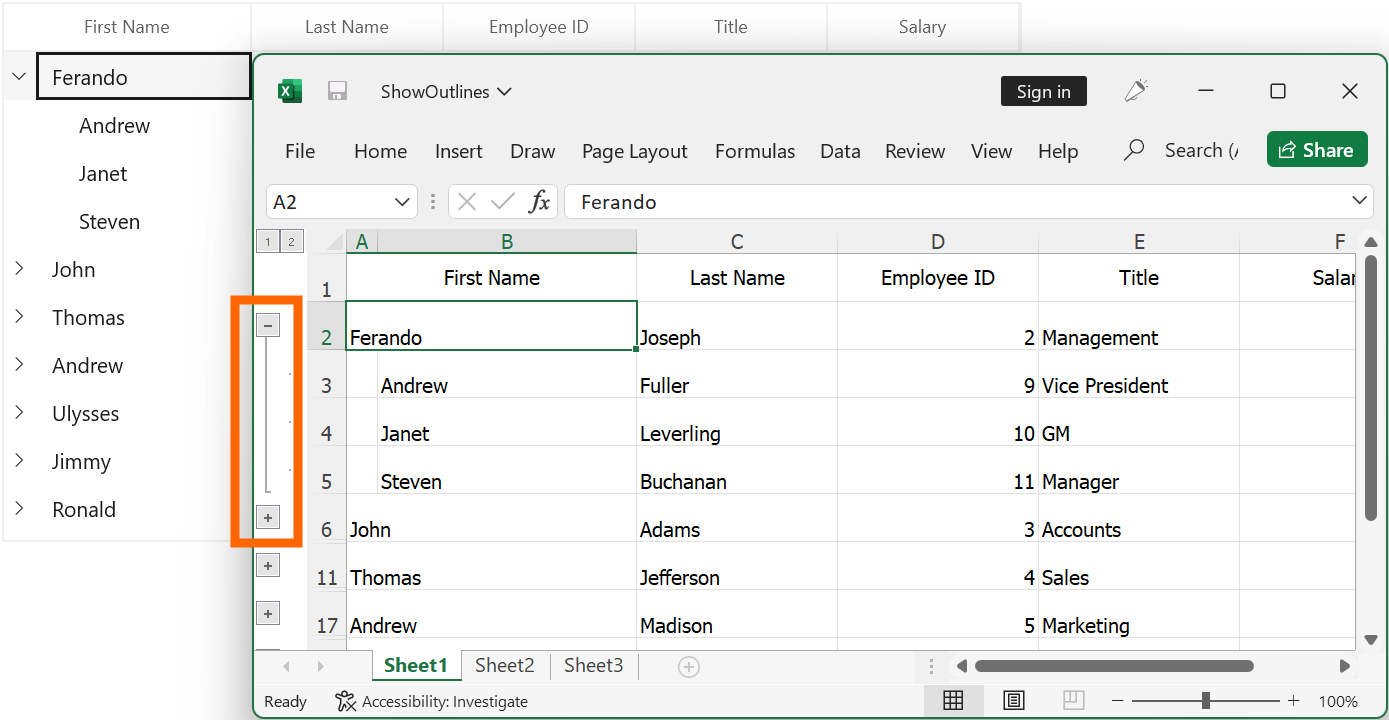 First Name Last Name Employee ID Title Salary
Ferando
Andrew
Janet
Steven
John
Thomas
Andrew
Ulysses
Jimmy
Ronald
ShowOutlines Sign in
File Home Insert Draw Page Layout Formulas Data Review View Help Search ( Share
A2 fx Ferando
1 2 A B C D E F
1 First Name Last Name Employee ID Title Salar
2 Ferando Joseph 2 Management
3 Andrew Fuller 9 Vice President
4 Janet Leverling 10 GM
5 Steven Buchanan 11 Manager
6 John Adams 3 Accounts
11 Thomas Jefferson 4 Sales
17 Andrew Madison 5 Marketing
Sheet1 Sheet2 Sheet3
Ready Accessibility: Investigate 100%